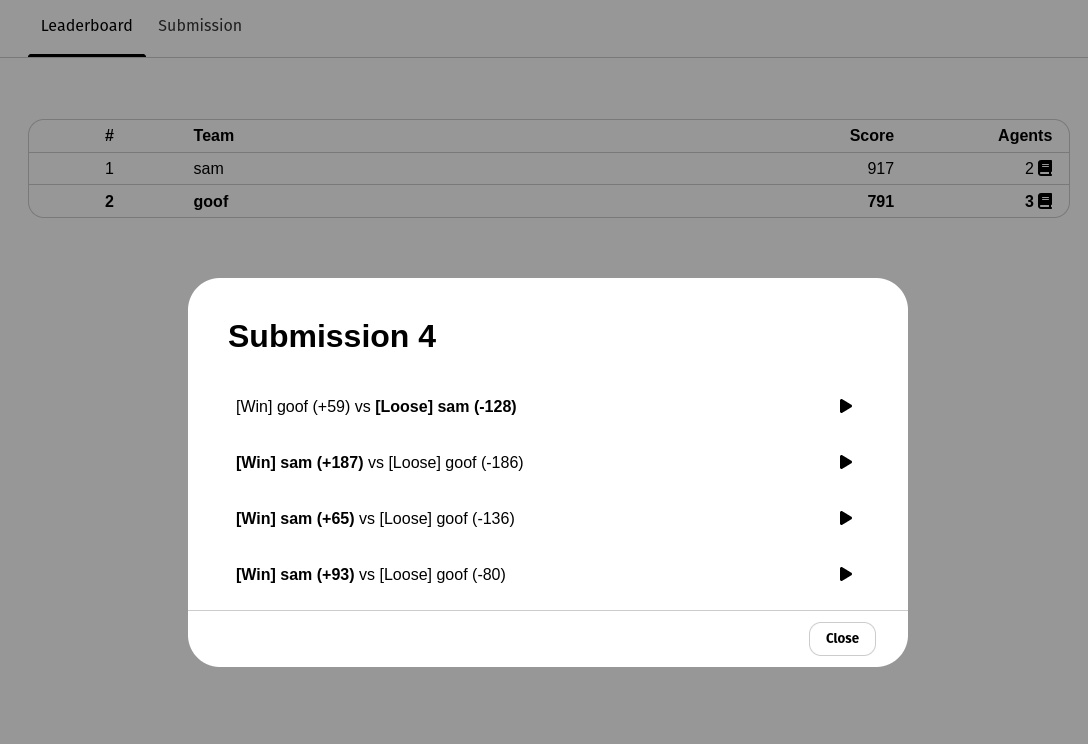 Leaderboard Submission
# Team Score Agents
1 sam 917 2
2 goof 791 3
Submission 4
[Win] goof (+59) vs [Loose] sam (-128)
[Win] sam (+187) vs [Loose] goof (-186)
[Win] sam (+65) vs [Loose] goof (-136)
[Win] sam (+93) vs [Loose] goof (-80)
Close